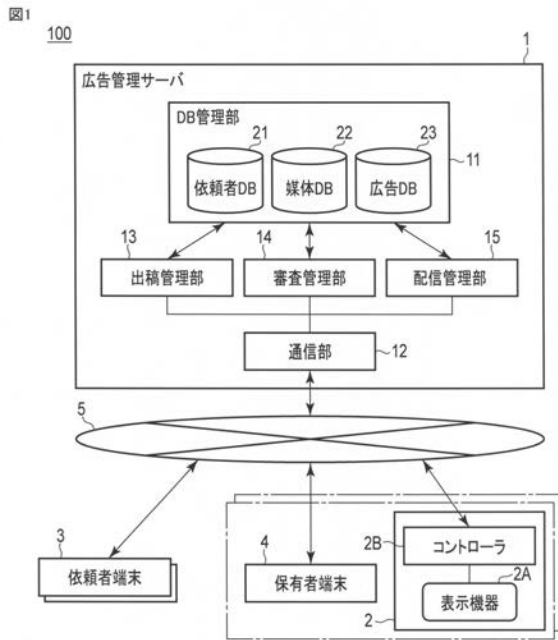 図1
100
1
広告管理サーバ
DB管理部
21
22
23
11
依頼者DB
媒体DB
広告DB
13
14
15
出稿管理部
審査管理部
配信管理部
通信部
12
5
3
4
2B
コントローラ
依頼者端末
保有者端末
2A
2
表示機器